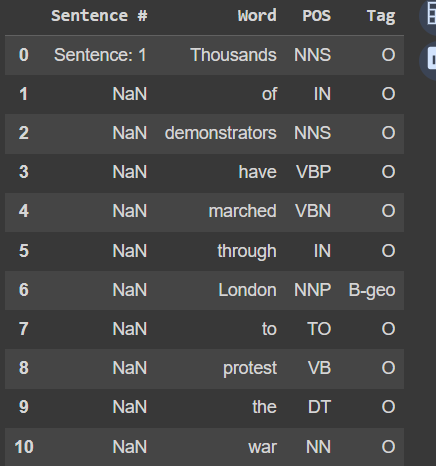 Sentence # Word POS Tag
0 Sentence: 1 Thousands NNS O
1 NaN of IN O
2 NaN demonstrators NNS O
3 NaN have VBP O
4 NaN marched VBN O
5 NaN through IN O
6 NaN London NNP B-geo
7 NaN to TO O
8 NaN protest VB O
9 NaN the DT O
10 NaN war NN O